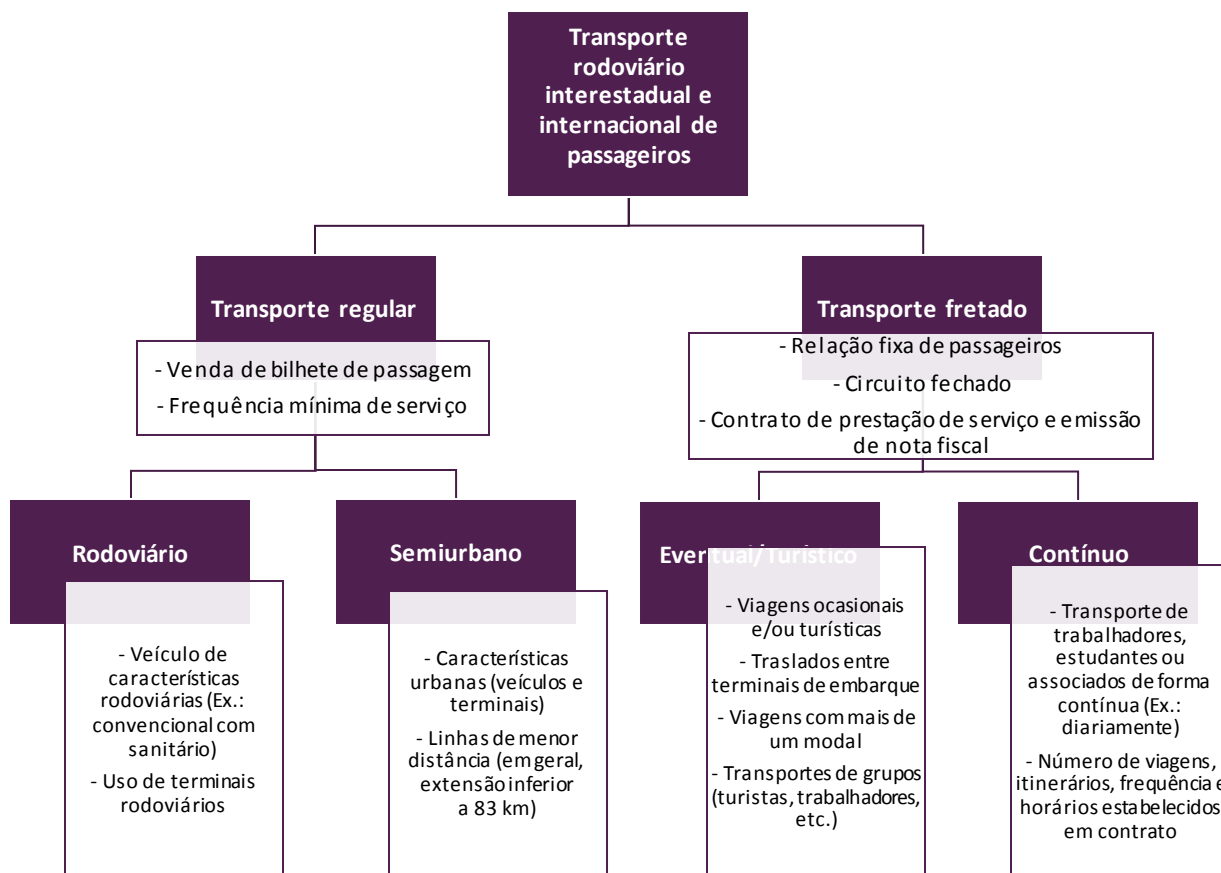 Transporte
rodoviário
interestadual e
internacional de
passageiros
Transporte regular
- Venda de bilhete de passagem
- Frequência mínima de serviço
Transporte fretado
- Relação fixa de passageiros
- Circuito fechado
- Contrato de prestação de serviço e emissão
de nota fiscal
Rodoviário
- Veículo de
características
rodoviárias (Ex.:
convencional com
sanitário)
- Uso de terminais
rodoviários
Semiurbano
- Características
urbanas (veículos e
terminais)
- Linhas de menor
distância (em geral,
extensão inferior
a 83 km)
Eventual/Turístico
- Viagens ocasionais
e/ou turísticas
- Traslados entre
terminais de embarque
- Viagens com mais de
um modal
- Transportes de grupos
(turistas, trabalhadores,
etc.)
Contínuo
- Transporte de
trabalhadores,
estudantes ou
associados de forma
contínua (Ex.:
diariamente)
- Número de viagens,
itinerários, frequência e
horários estabelecidos
em contrato